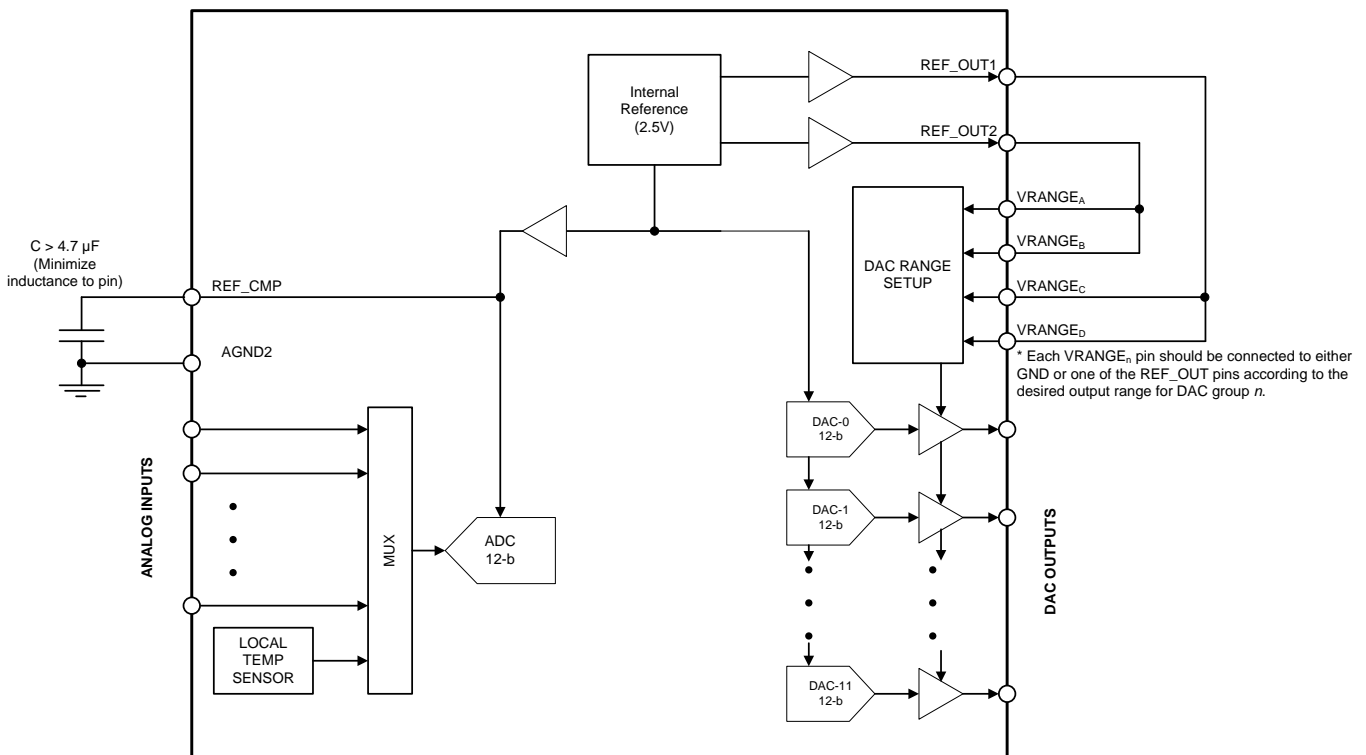 REF_OUT1
Internal
Reference
(2.5V)
REF_OUT2
VRANGEA
C > 4.7 µF
(Minimize
inductance to pin)
VRANGEB
DAC RANGE
SETUP
REF_CMP
VRANGEC
VRANGED
AGND2
* Each VRANGEn pin should be connected to either
GND or one of the REF_OUT pins according to the
desired output range for DAC group n.
DAC-0
12-b
ANALOG INPUTS
MUX
ADC
12-b
DAC-1
12-b
DAC OUTPUTS
LOCAL
TEMP
SENSOR
DAC-11
12-b